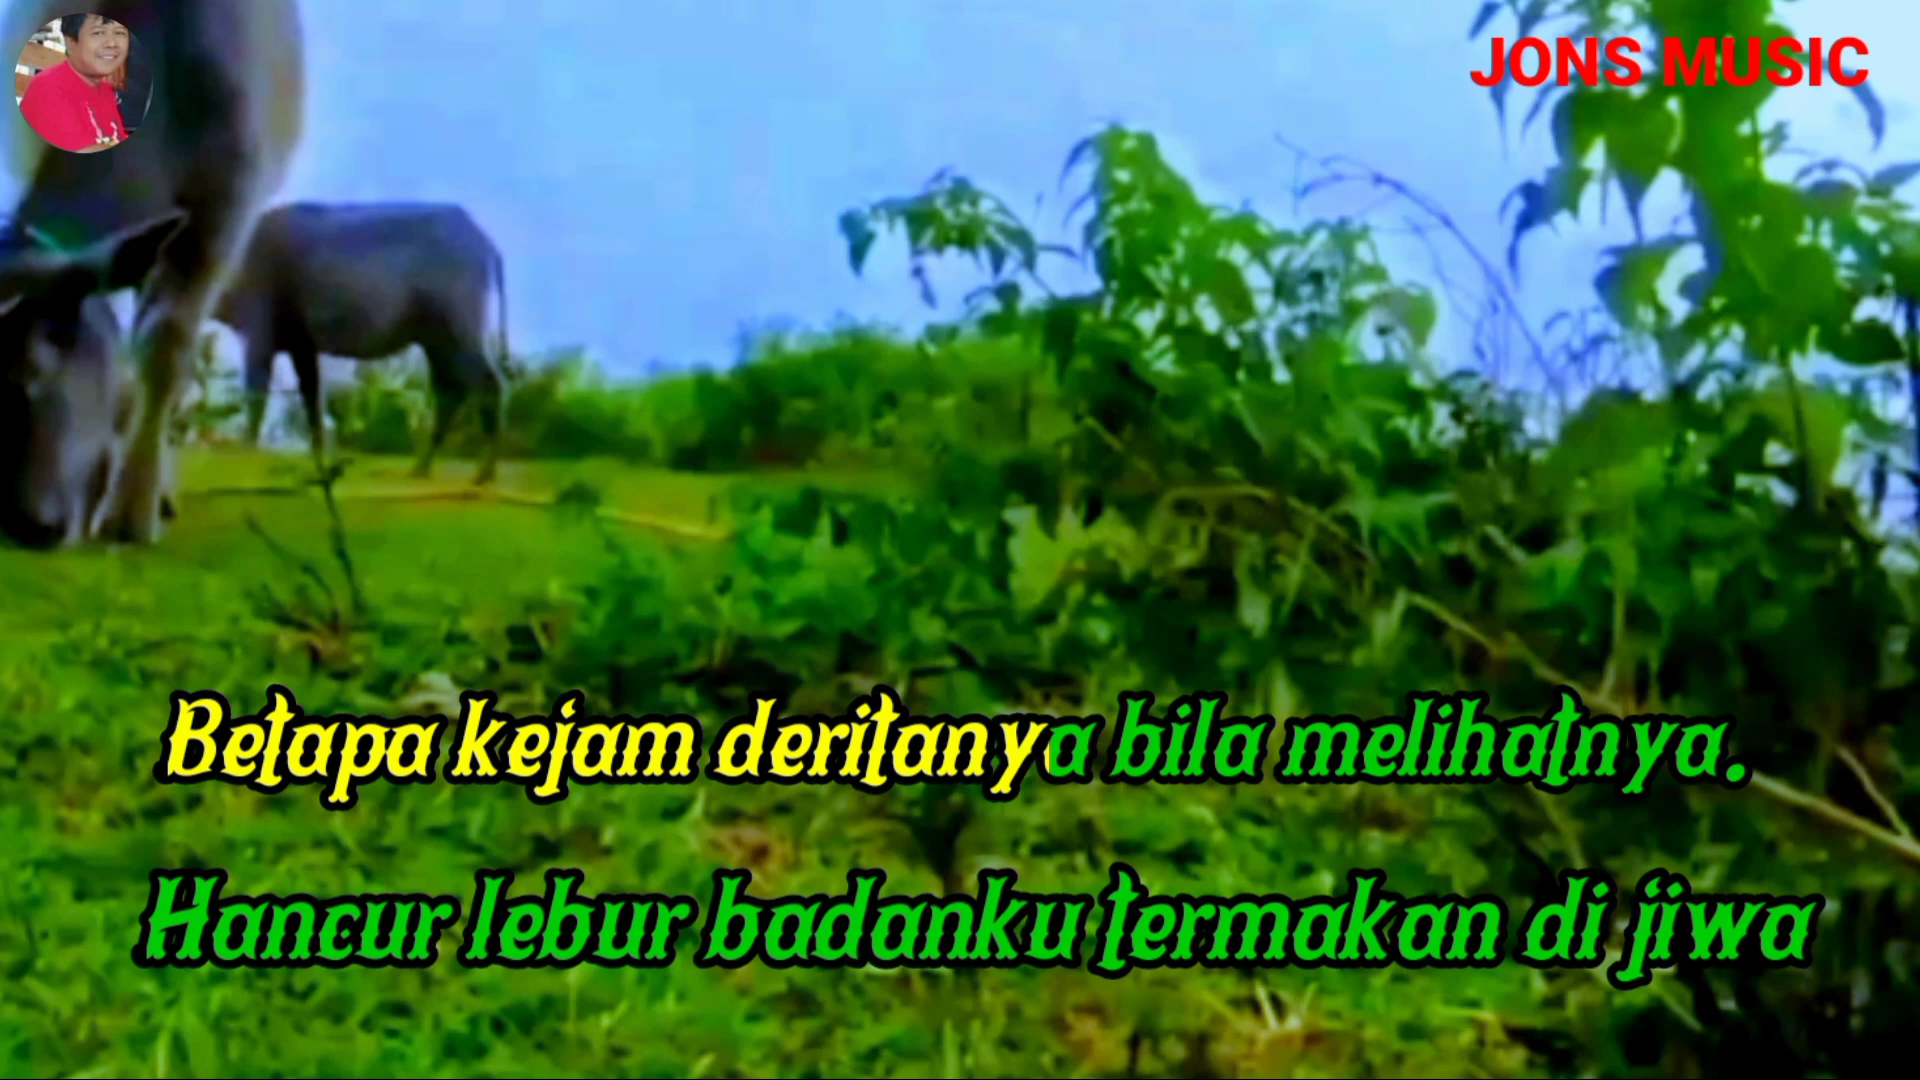 JONS MUSIC
Betapa kejam deritanya bila melihatnya.
Hancur lebur badanku termakan di jiwa